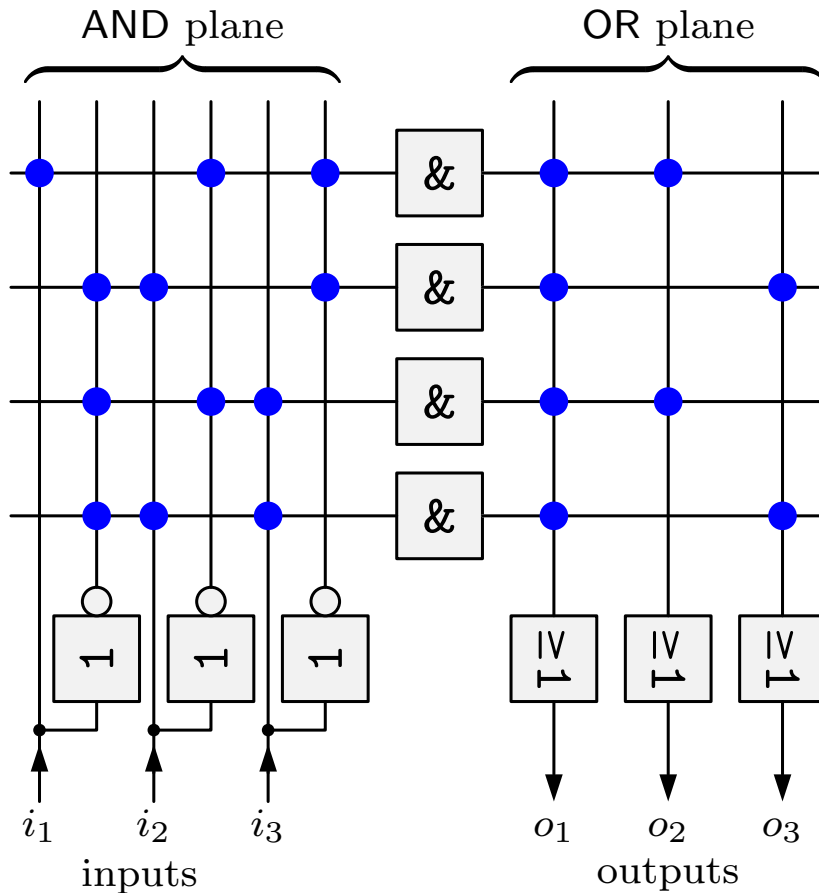 AND plane
OR plane
&
&
&
&
1 1 1 ≥1 ≥1 ≥1
i₁ i₂ i₃ o₁ o₂ o₃
inputs
outputs